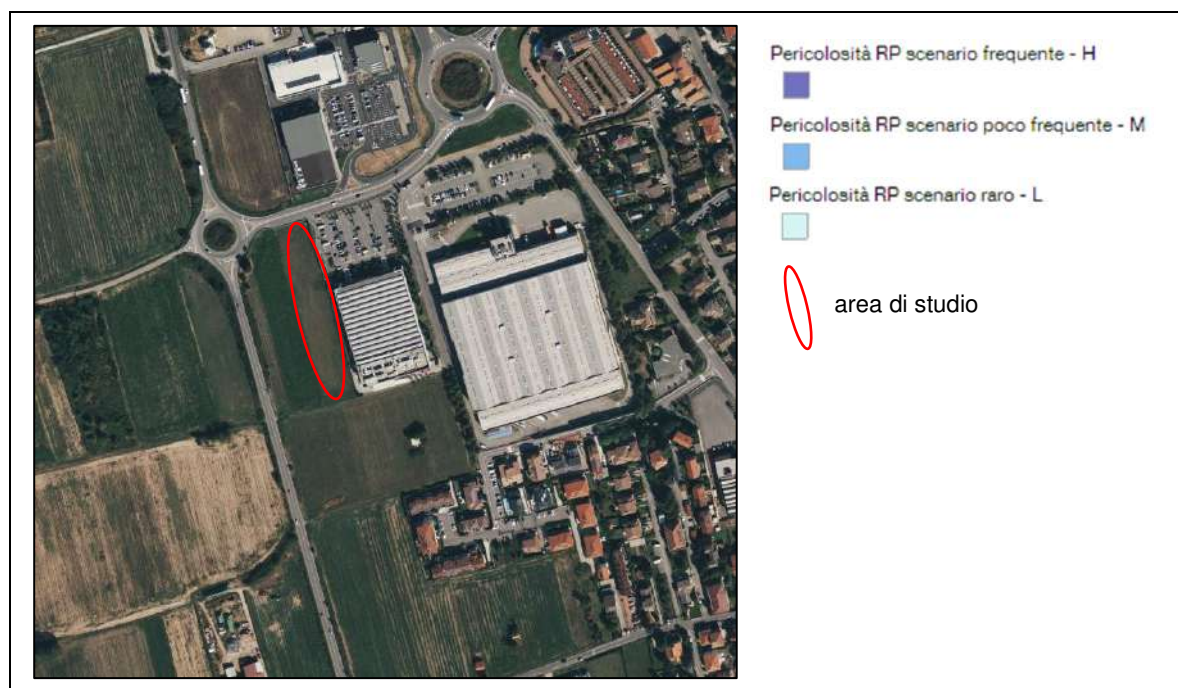 Pericolosità RP scenario frequente - H
Pericolosità RP scenario poco frequente - M
Pericolosità RP scenario raro - L
area di studio